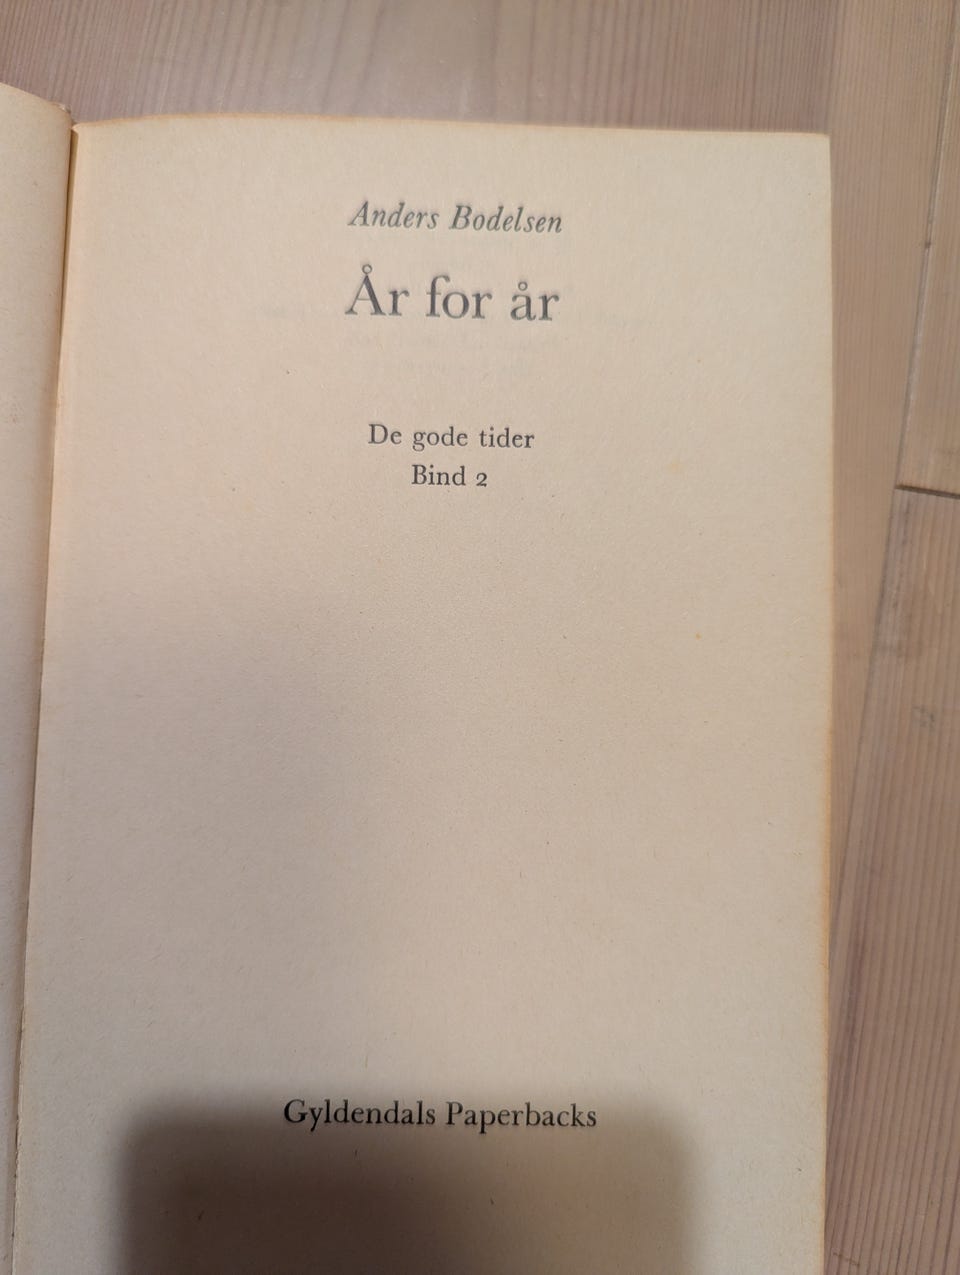 Anders Bodelsen
År for år
De gode tider
Bind 2
Gyldendals Paperbacks